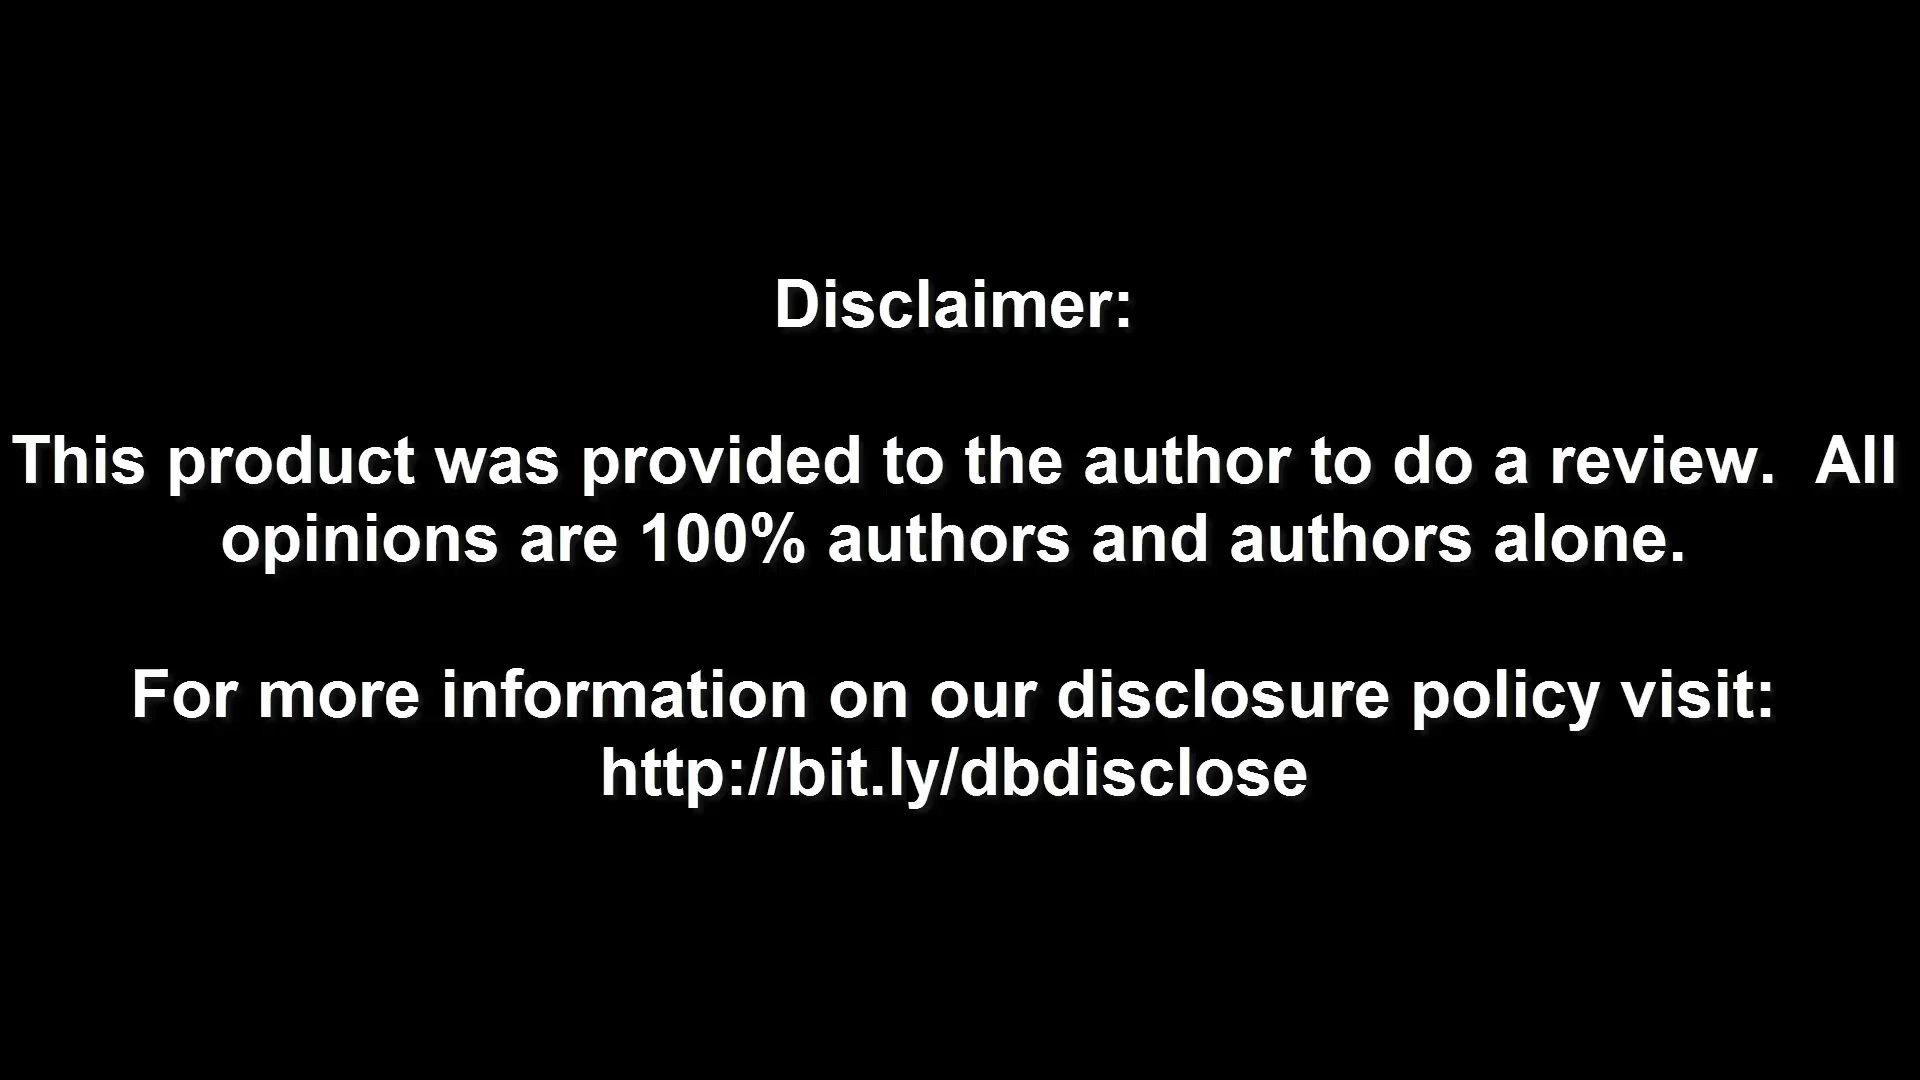 Disclaimer:
This product was provided to the author to do a review.  All
opinions are 100% authors and authors alone.
For more information on our disclosure policy visit:
http://bit.ly/dbdisclose